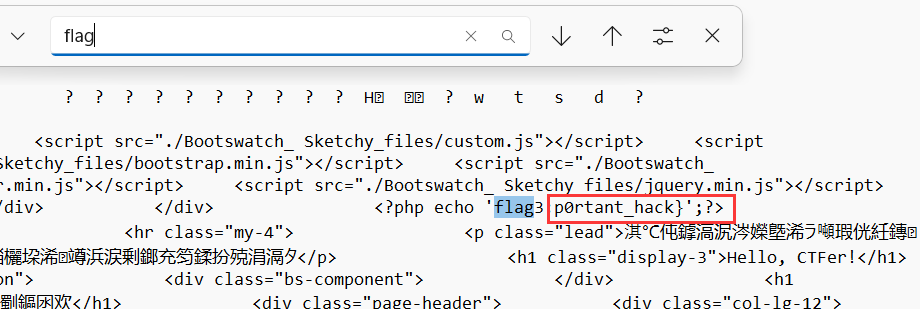 flag
? ? ? ? ? ? ? ? ? ? H ? w t s d ?
<script src="./Bootswatch_ Sketchy_files/custom.js"></script> <script
Sketchy_files/bootstrap.min.js"></script> <script src="./Bootswatch_
r.min.js"></script> <script src="./Bootswatch_ Sketchy_files/jquery.min.js"></script>
/div> </div> <?php echo 'flag3 p0rtant_hack}';?>
<hr class="my-4"> <p class="lead">
</p> <h1 class="display-3">Hello, CTFer!</h1>
on"> <div class="bs-component"> </div> <h1
</h1> <div class="page-header"> <div class="col-lg-12">